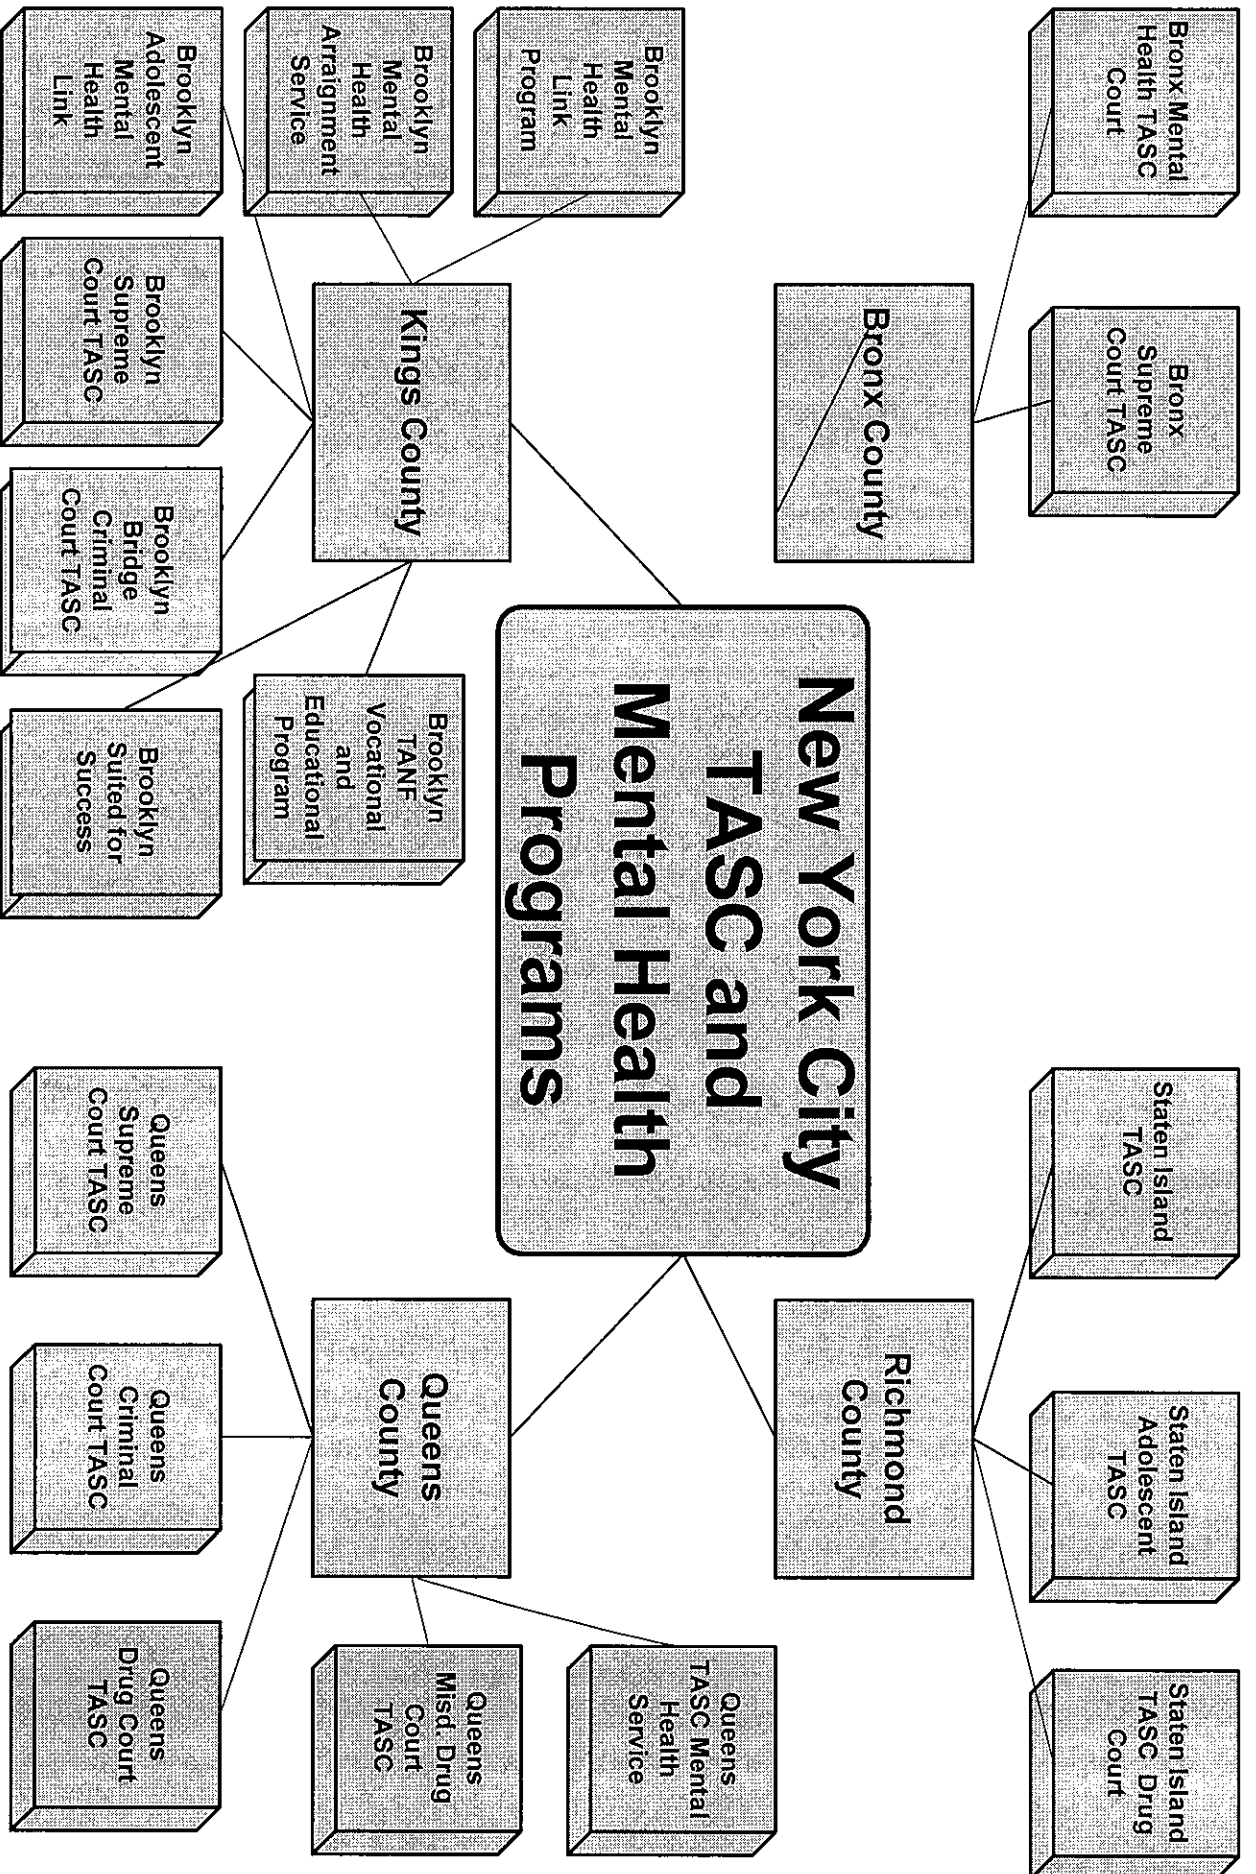 Bronx Mental
Health TASC
Court
Bronx
Supreme
Court TASC
Staten Island
TASC
Staten Island
Adolescent
TASC
Staten Island
TASC Drug
Court
Bronx County
Richmond
County
New York City
TASC and
Mental Health
Programs
Brooklyn
Mental
Health
Link
Program
Brooklyn
Mental
Health
Arraignment
Service
Kings County
Brooklyn
TANF
Vocational
and
Educational
Program
Queens
County
Queens
TASC Mental
Health
Service
Queens
Misd. Drug
Court
TASC
Brooklyn
Adolescent
Mental
Health
Link
Brooklyn
Supreme
Court TASC
Brooklyn
Bridge
Criminal
Court TASC
Brooklyn
Suited for
Success
Queens
Supreme
Court TASC
Queens
Criminal
Court TASC
Queens
Drug Court
TASC